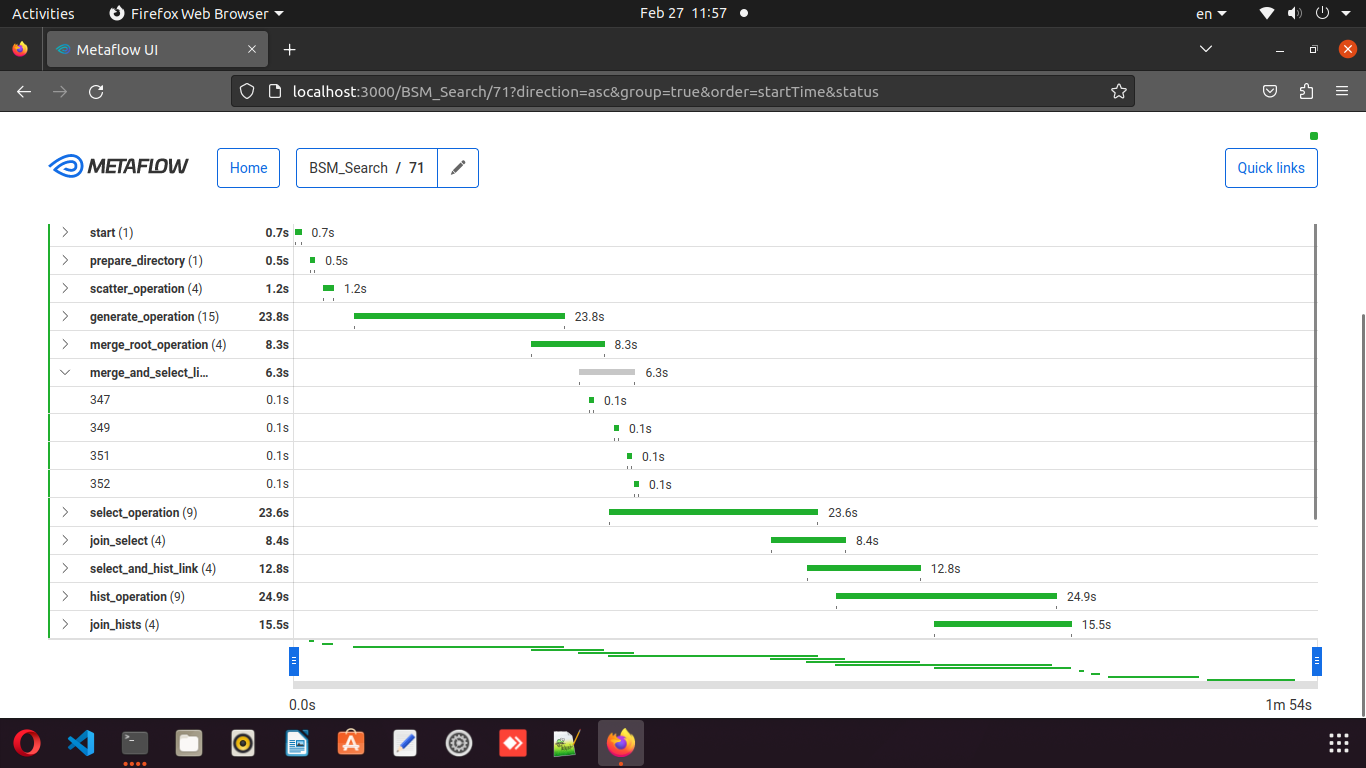 Activities Firefox Web Browser Feb 27 11:57 en
Metaflow UI
localhost:3000/BSM_Search/71?direction=asc&group=true&order=startTime&status
METAFLOW Home BSM_Search / 71 Quick links
start (1) 0.7s 0.7s
prepare_directory (1) 0.5s 0.5s
scatter_operation (4) 1.2s 1.2s
generate_operation (15) 23.8s 23.8s
merge_root_operation (4) 8.3s 8.3s
merge_and_select_li... 6.3s 6.3s
347 0.1s 0.1s
349 0.1s 0.1s
351 0.1s 0.1s
352 0.1s 0.1s
select_operation (9) 23.6s 23.6s
join_select (4) 8.4s 8.4s
select_and_hist_link (4) 12.8s 12.8s
hist_operation (9) 24.9s 24.9s
join_hists (4) 15.5s 15.5s
0.0s 1m 54s